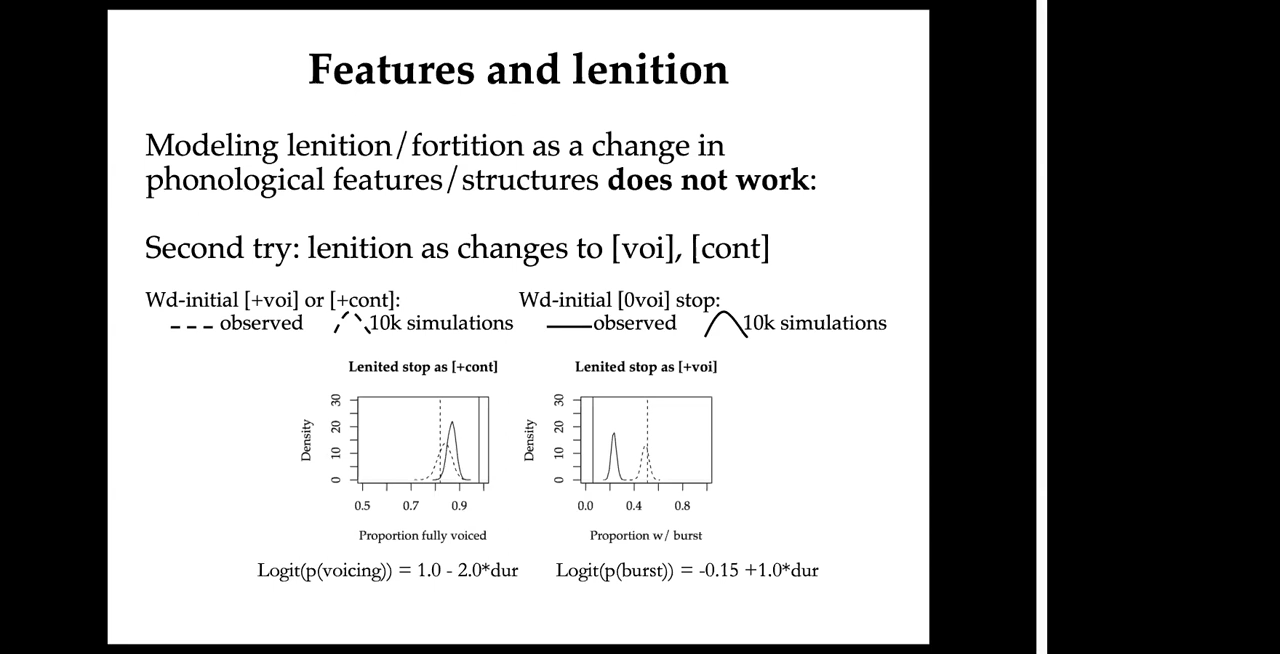 Features and lenition
Modeling lenition/fortition as a change in
phonological features/structures does not work:
Second try: lenition as changes to [voi], [cont]
Wd-initial [+voi] or [+cont]:
observed 10k simulations
Wd-initial [0voi] stop:
observed 10k simulations
Lenited stop as [+cont]
Density
30
20
10
0
0.5 0.7 0.9
Proportion fully voiced
Logit(p(voicing)) = 1.0 - 2.0*dur
Lenited stop as [+voi]
Density
30
20
10
0
0.0 0.4 0.8
Proportion w/ burst
Logit(p(burst)) = -0.15 +1.0*dur